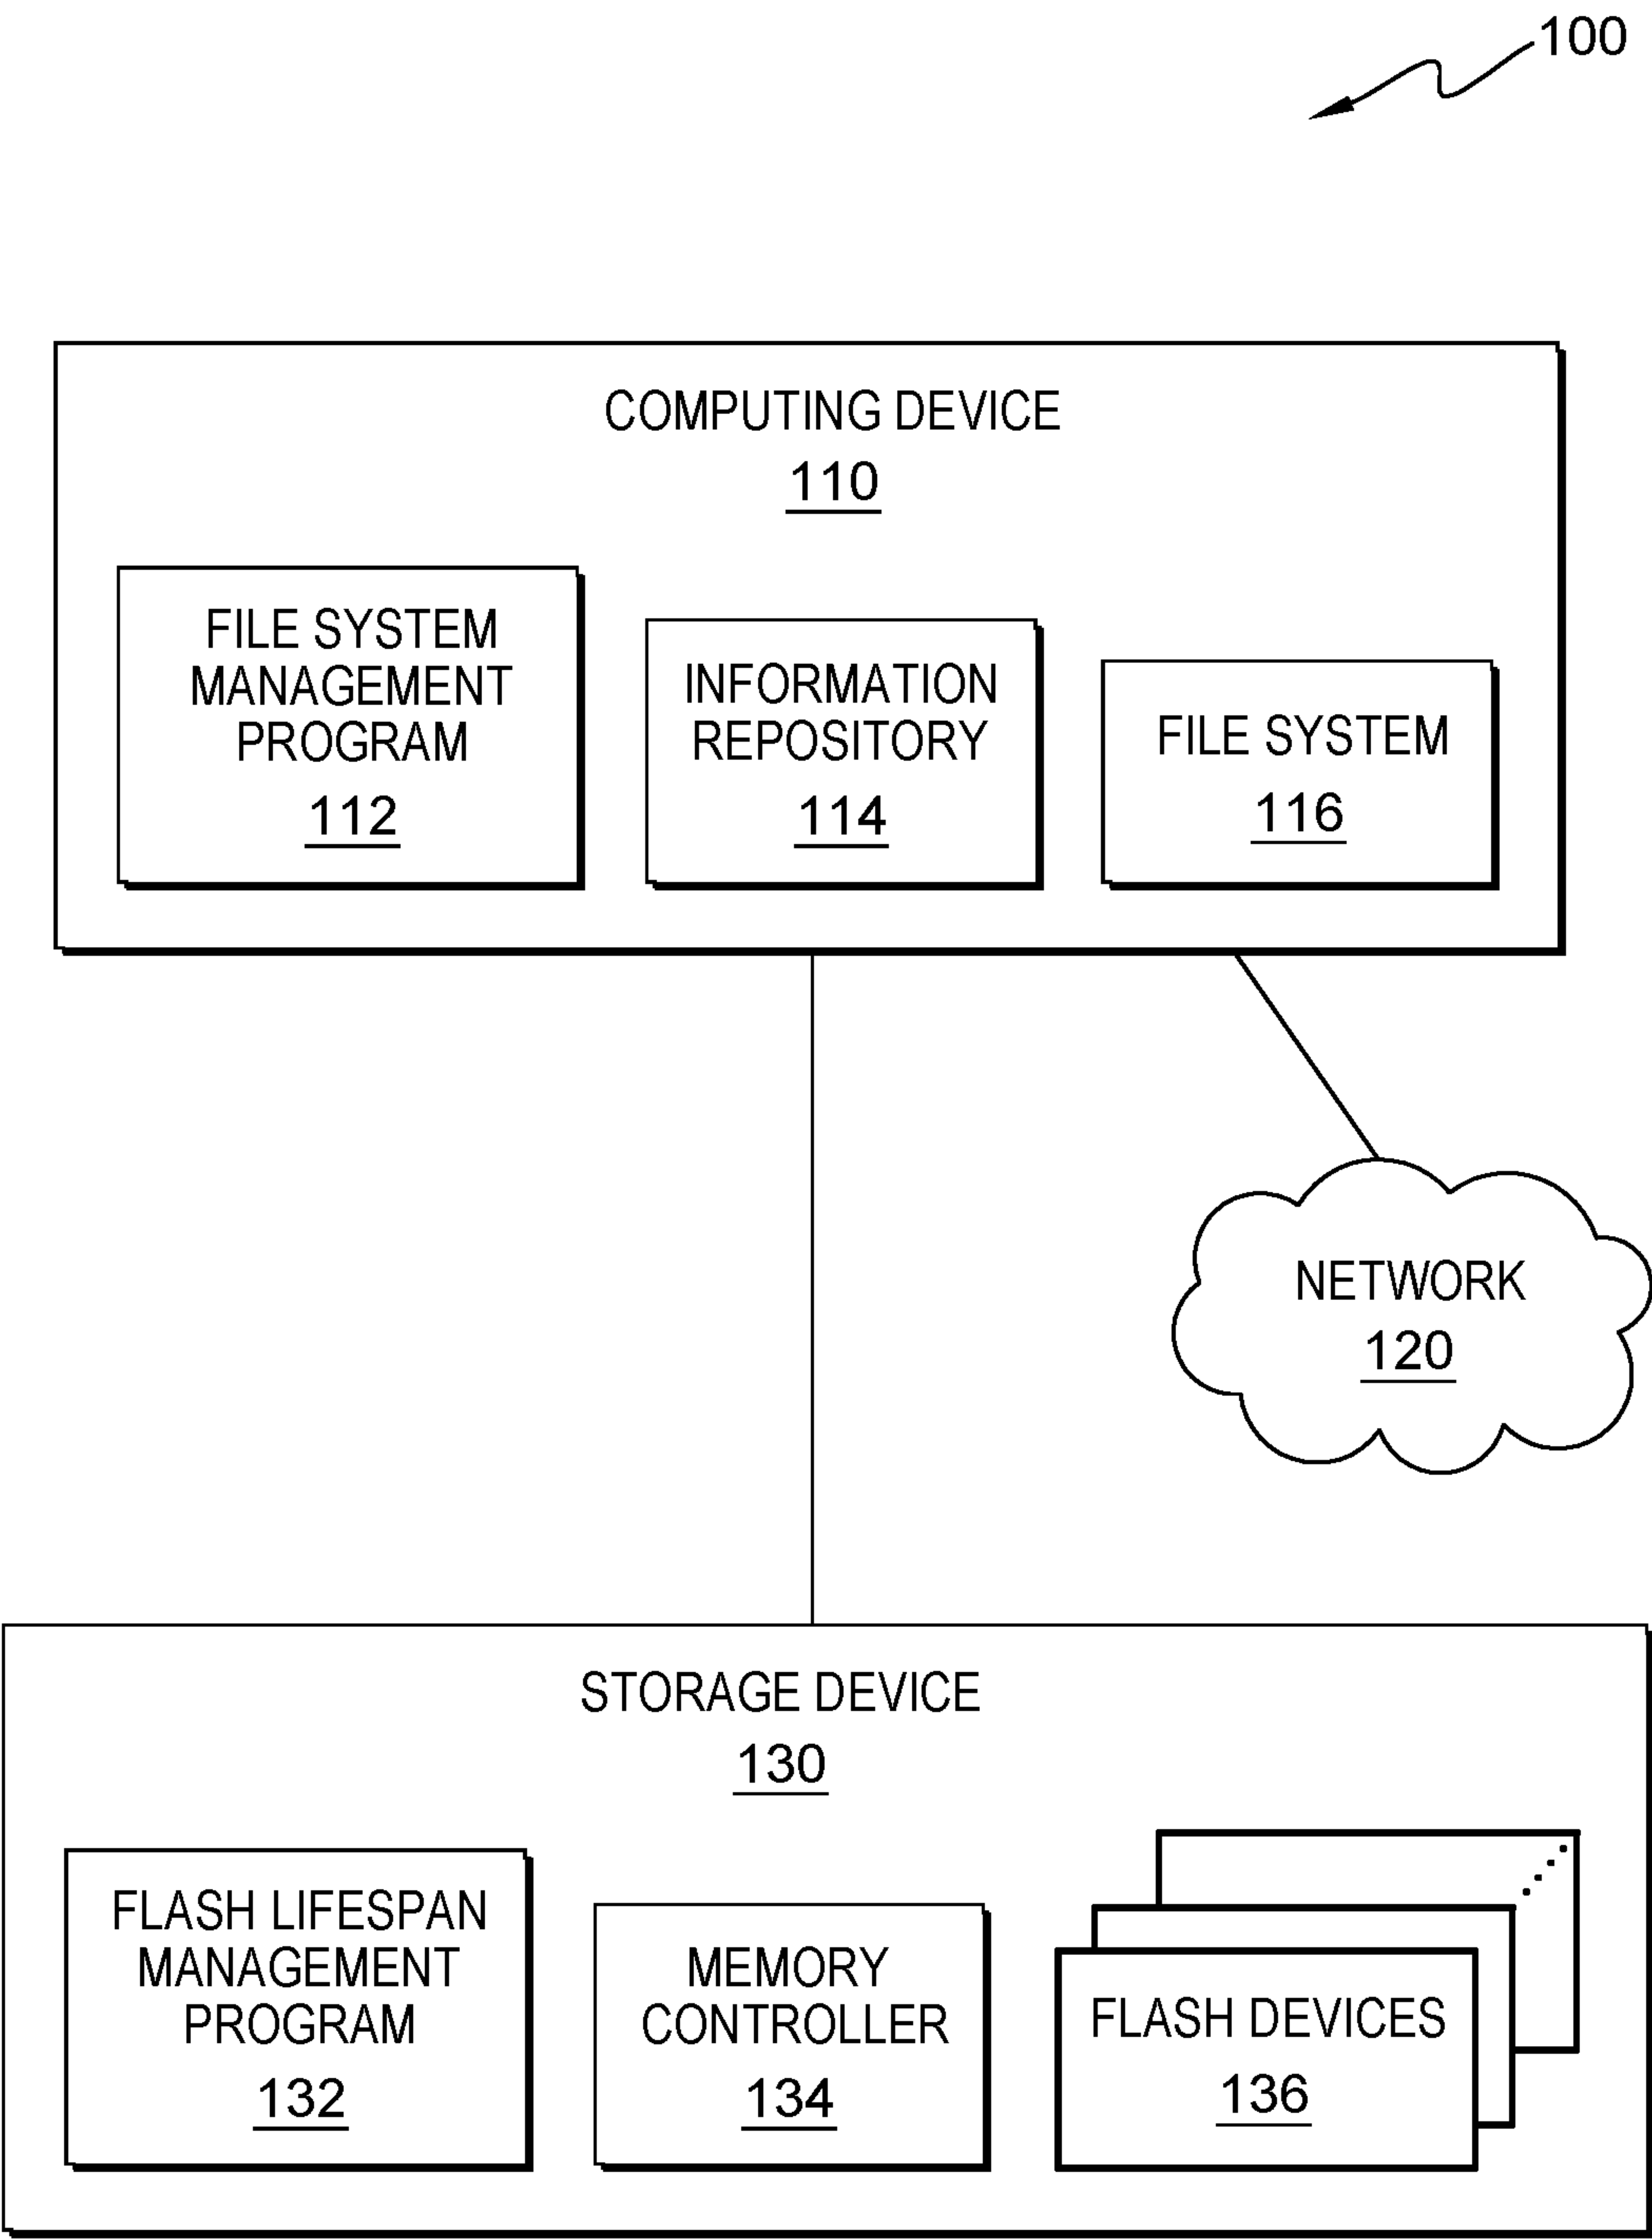 100
COMPUTING DEVICE
110
FILE SYSTEM
MANAGEMENT
PROGRAM
112
INFORMATION
REPOSITORY
114
FILE SYSTEM
116
NETWORK
120
STORAGE DEVICE
130
FLASH LIFESPAN
MANAGEMENT
PROGRAM
132
MEMORY
CONTROLLER
134
FLASH DEVICES
136